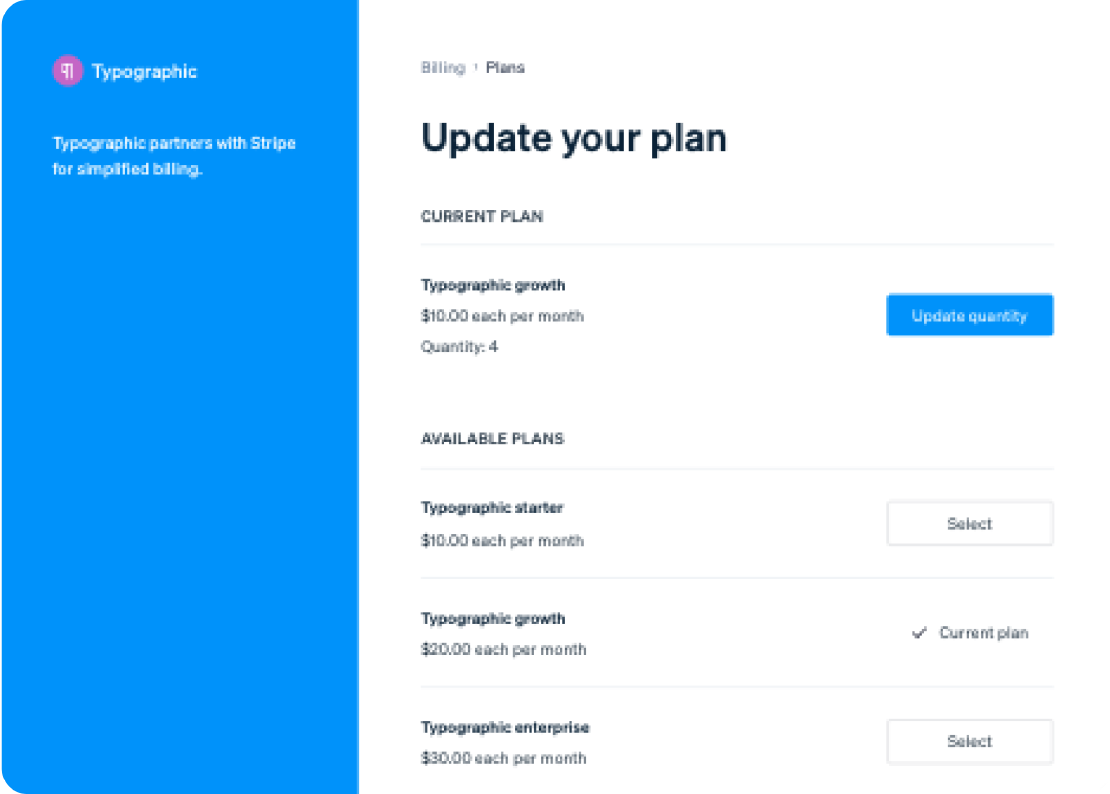 Typographic
Typographic partners with Stripe
for simplified billing.
Billing › Plans
Update your plan
CURRENT PLAN
Typographic growth
$10.00 each per month
Quantity: 4
Update quantity
AVAILABLE PLANS
Typographic starter
$10.00 each per month
Select
Typographic growth
$20.00 each per month
Current plan
Typographic enterprise
$30.00 each per month
Select